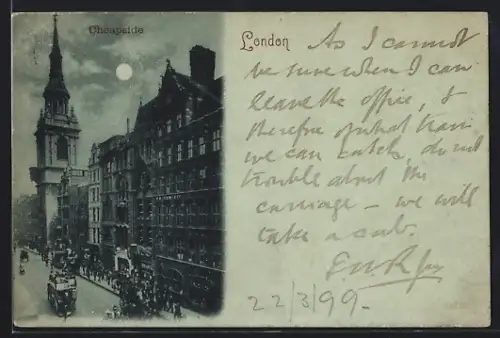 Cheapside
London
As I cannot
be sure when I can
leave the office, &
therefore of what train
we can catch, do not
trouble about the
carriage – we will
take a cab.
22/3/99.